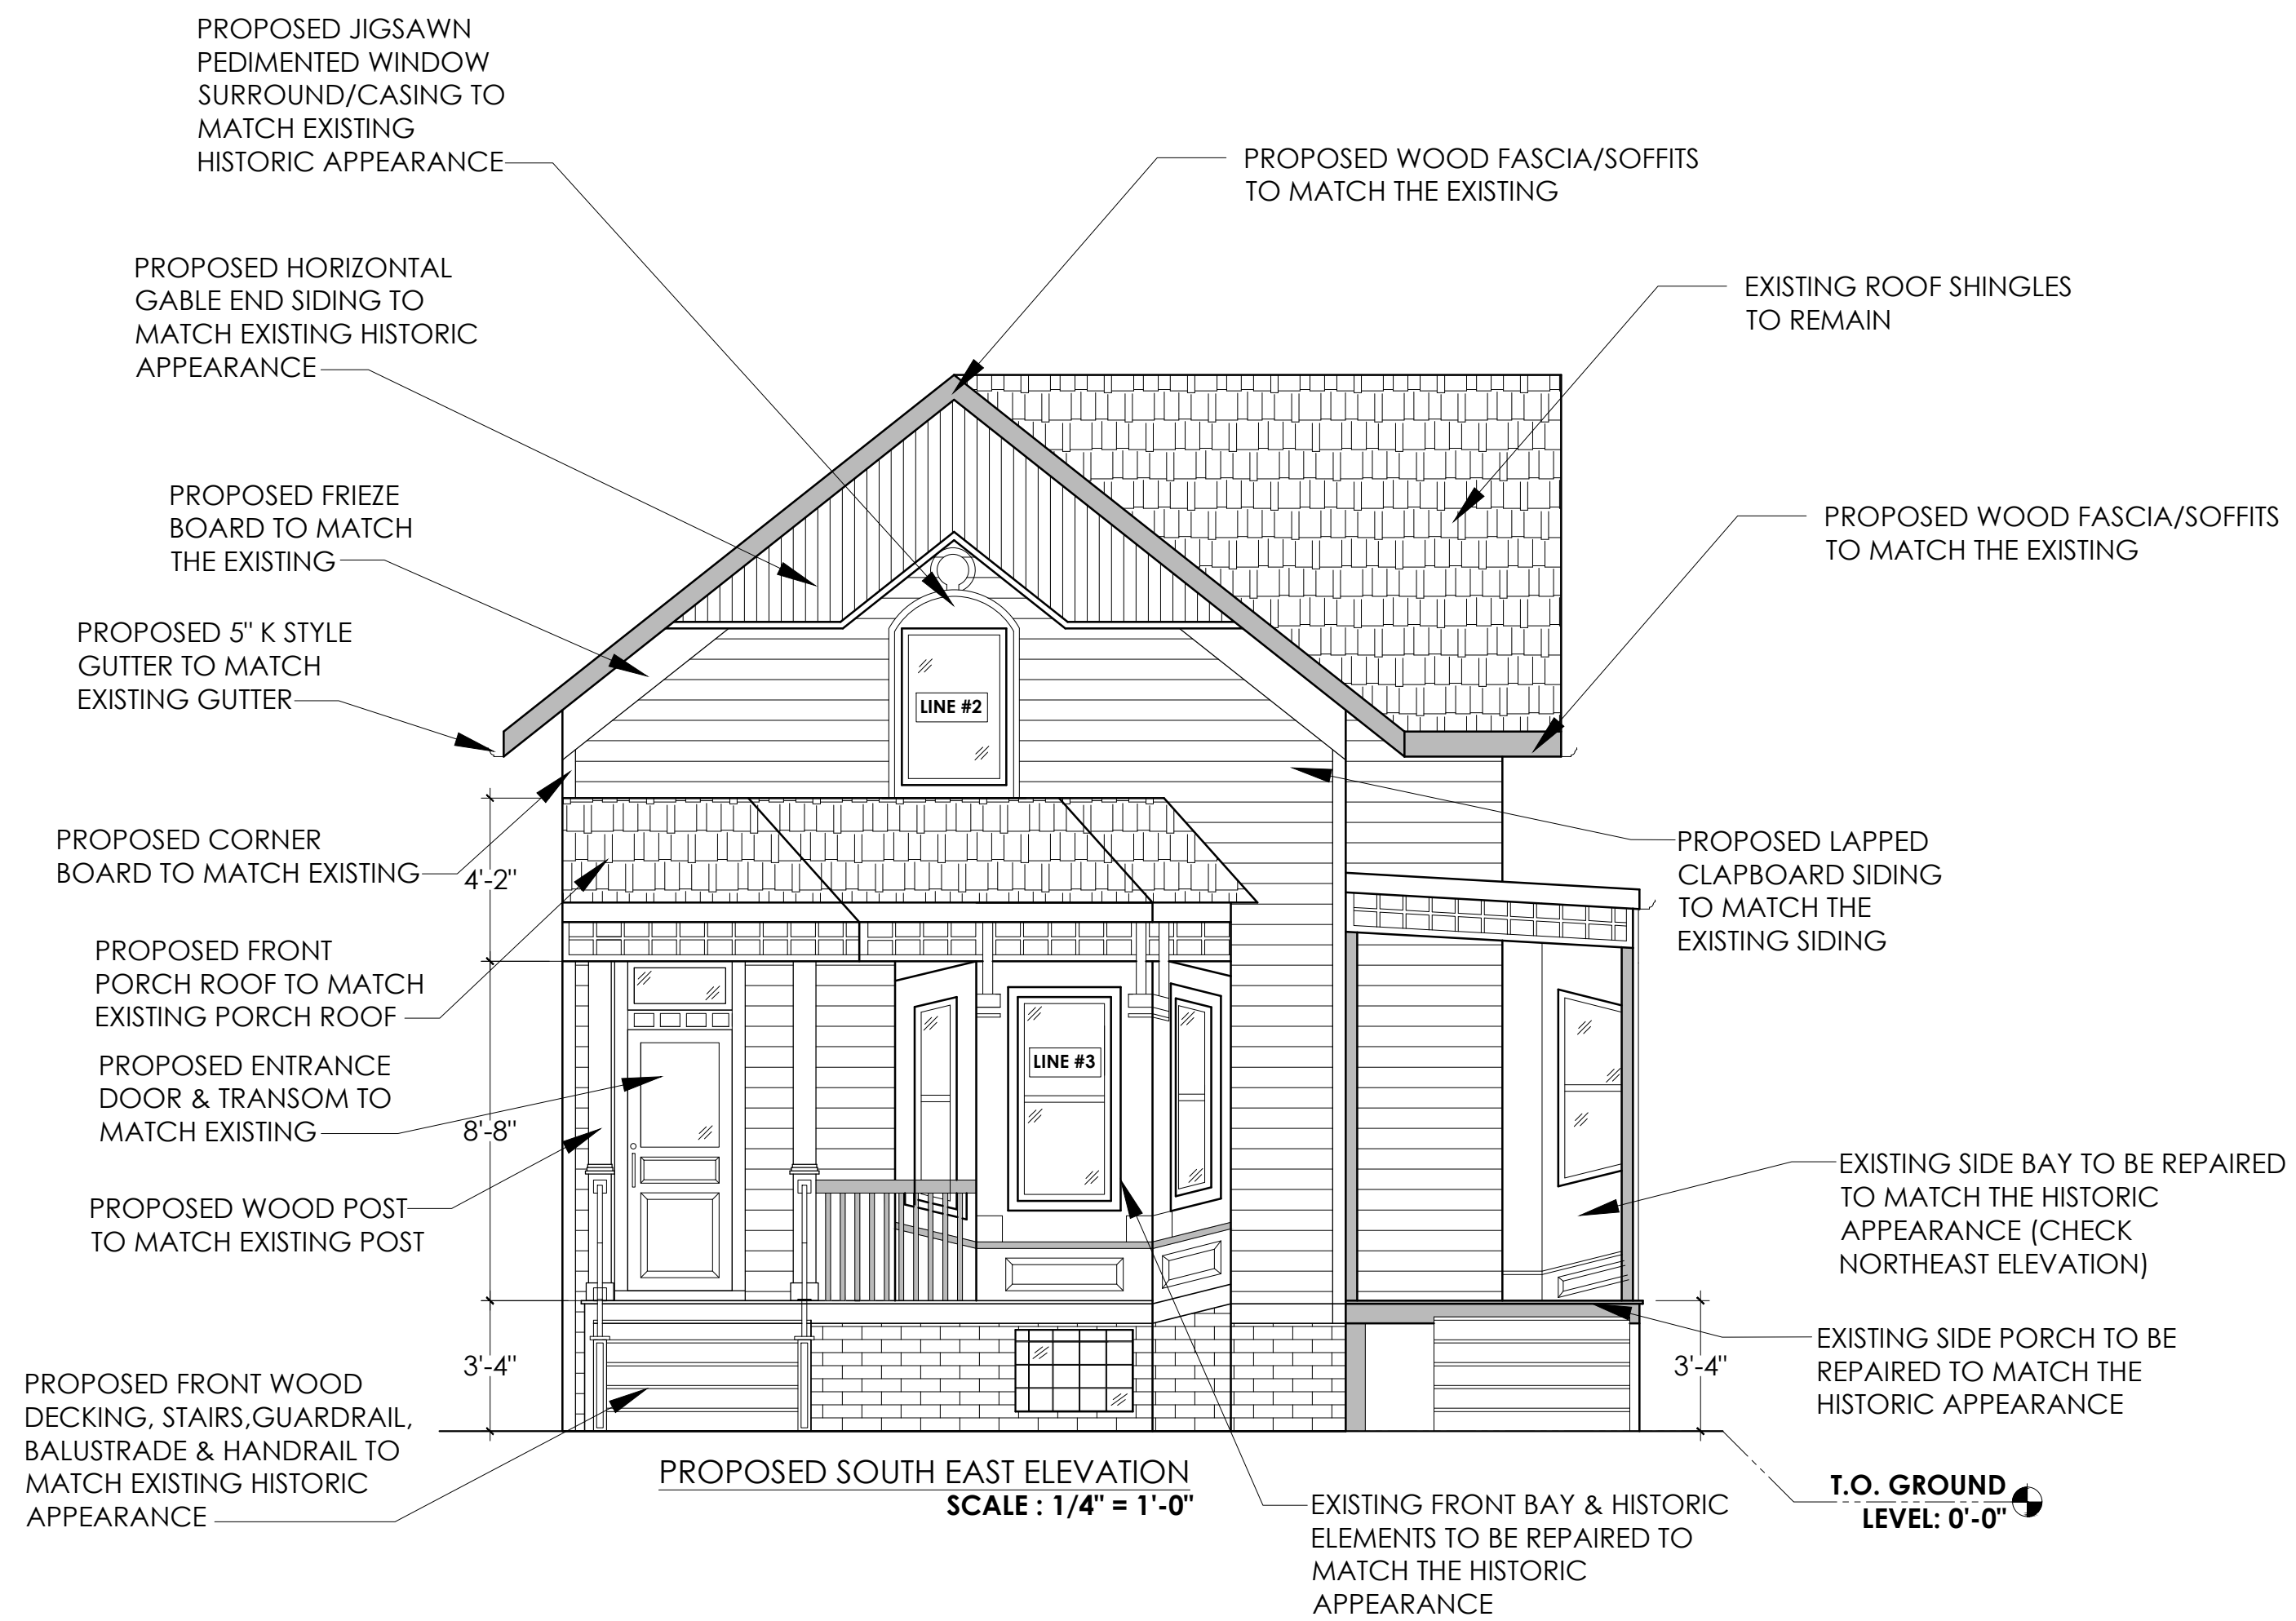 PROPOSED JIGSAWN
PEDIMENTED WINDOW
SURROUND/CASING TO
MATCH EXISTING
HISTORIC APPEARANCE
PROPOSED WOOD FASCIA/SOFFITS
TO MATCH THE EXISTING
PROPOSED HORIZONTAL
GABLE END SIDING TO
MATCH EXISTING HISTORIC
APPEARANCE
EXISTING ROOF SHINGLES
TO REMAIN
PROPOSED FRIEZE
BOARD TO MATCH
THE EXISTING
PROPOSED WOOD FASCIA/SOFFITS
TO MATCH THE EXISTING
PROPOSED 5" K STYLE
GUTTER TO MATCH
EXISTING GUTTER
LINE #2
PROPOSED CORNER
BOARD TO MATCH EXISTING
4'-2"
PROPOSED LAPPED
CLAPBOARD SIDING
TO MATCH THE
EXISTING SIDING
PROPOSED FRONT
PORCH ROOF TO MATCH
EXISTING PORCH ROOF
PROPOSED ENTRANCE
DOOR & TRANSOM TO
MATCH EXISTING
LINE #3
8'-8"
PROPOSED WOOD POST
TO MATCH EXISTING POST
EXISTING SIDE BAY TO BE REPAIRED
TO MATCH THE HISTORIC
APPEARANCE (CHECK
NORTHEAST ELEVATION)
3'-4"
3'-4"
EXISTING SIDE PORCH TO BE
REPAIRED TO MATCH THE
HISTORIC APPEARANCE
PROPOSED FRONT WOOD
DECKING, STAIRS,GUARDRAIL,
BALUSTRADE & HANDRAIL TO
MATCH EXISTING HISTORIC
APPEARANCE
PROPOSED SOUTH EAST ELEVATION
SCALE : 1/4" = 1'-0"
EXISTING FRONT BAY & HISTORIC
ELEMENTS TO BE REPAIRED TO
MATCH THE HISTORIC
APPEARANCE
T.O. GROUND
LEVEL: 0'-0"